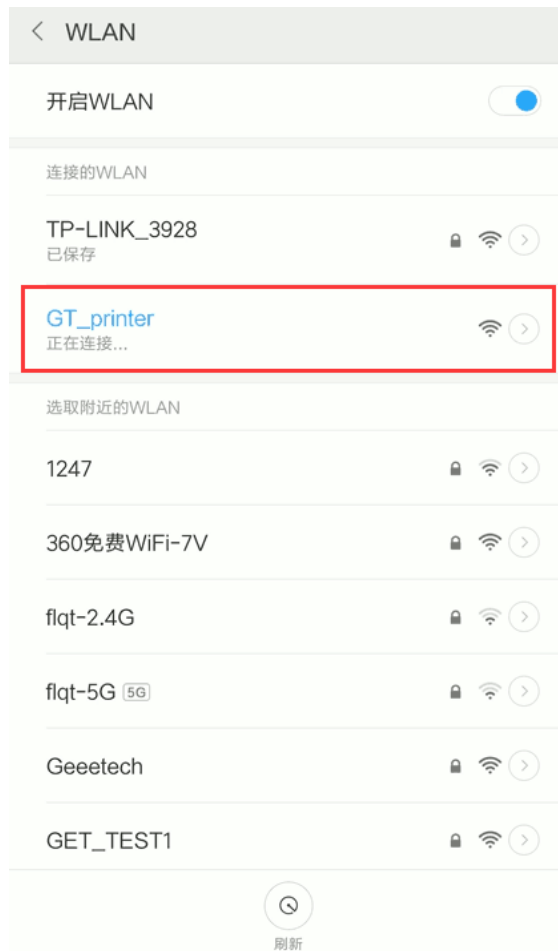 WLAN
开启WLAN
连接的WLAN
TP-LINK_3928
已保存
GT_printer
正在连接...
选取附近的WLAN
1247
360免费WiFi-7V
flqt-2.4G
flqt-5G 5G
Geeetech
GET_TEST1
刷新